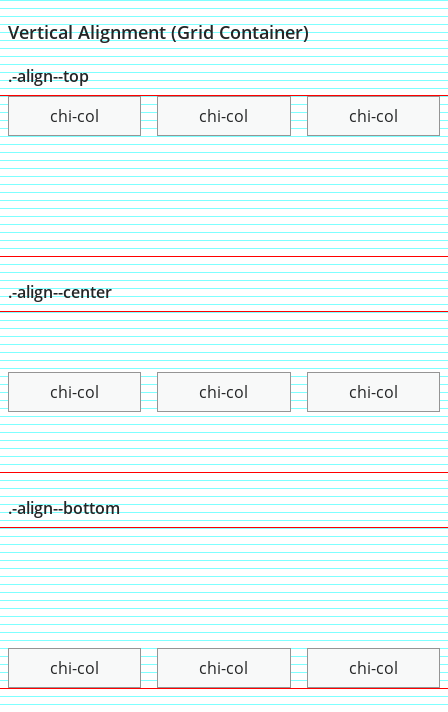 Vertical Alignment (Grid Container)
.-align--top
chi-col chi-col chi-col
.-align--center
chi-col chi-col chi-col
.-align--bottom
chi-col chi-col chi-col